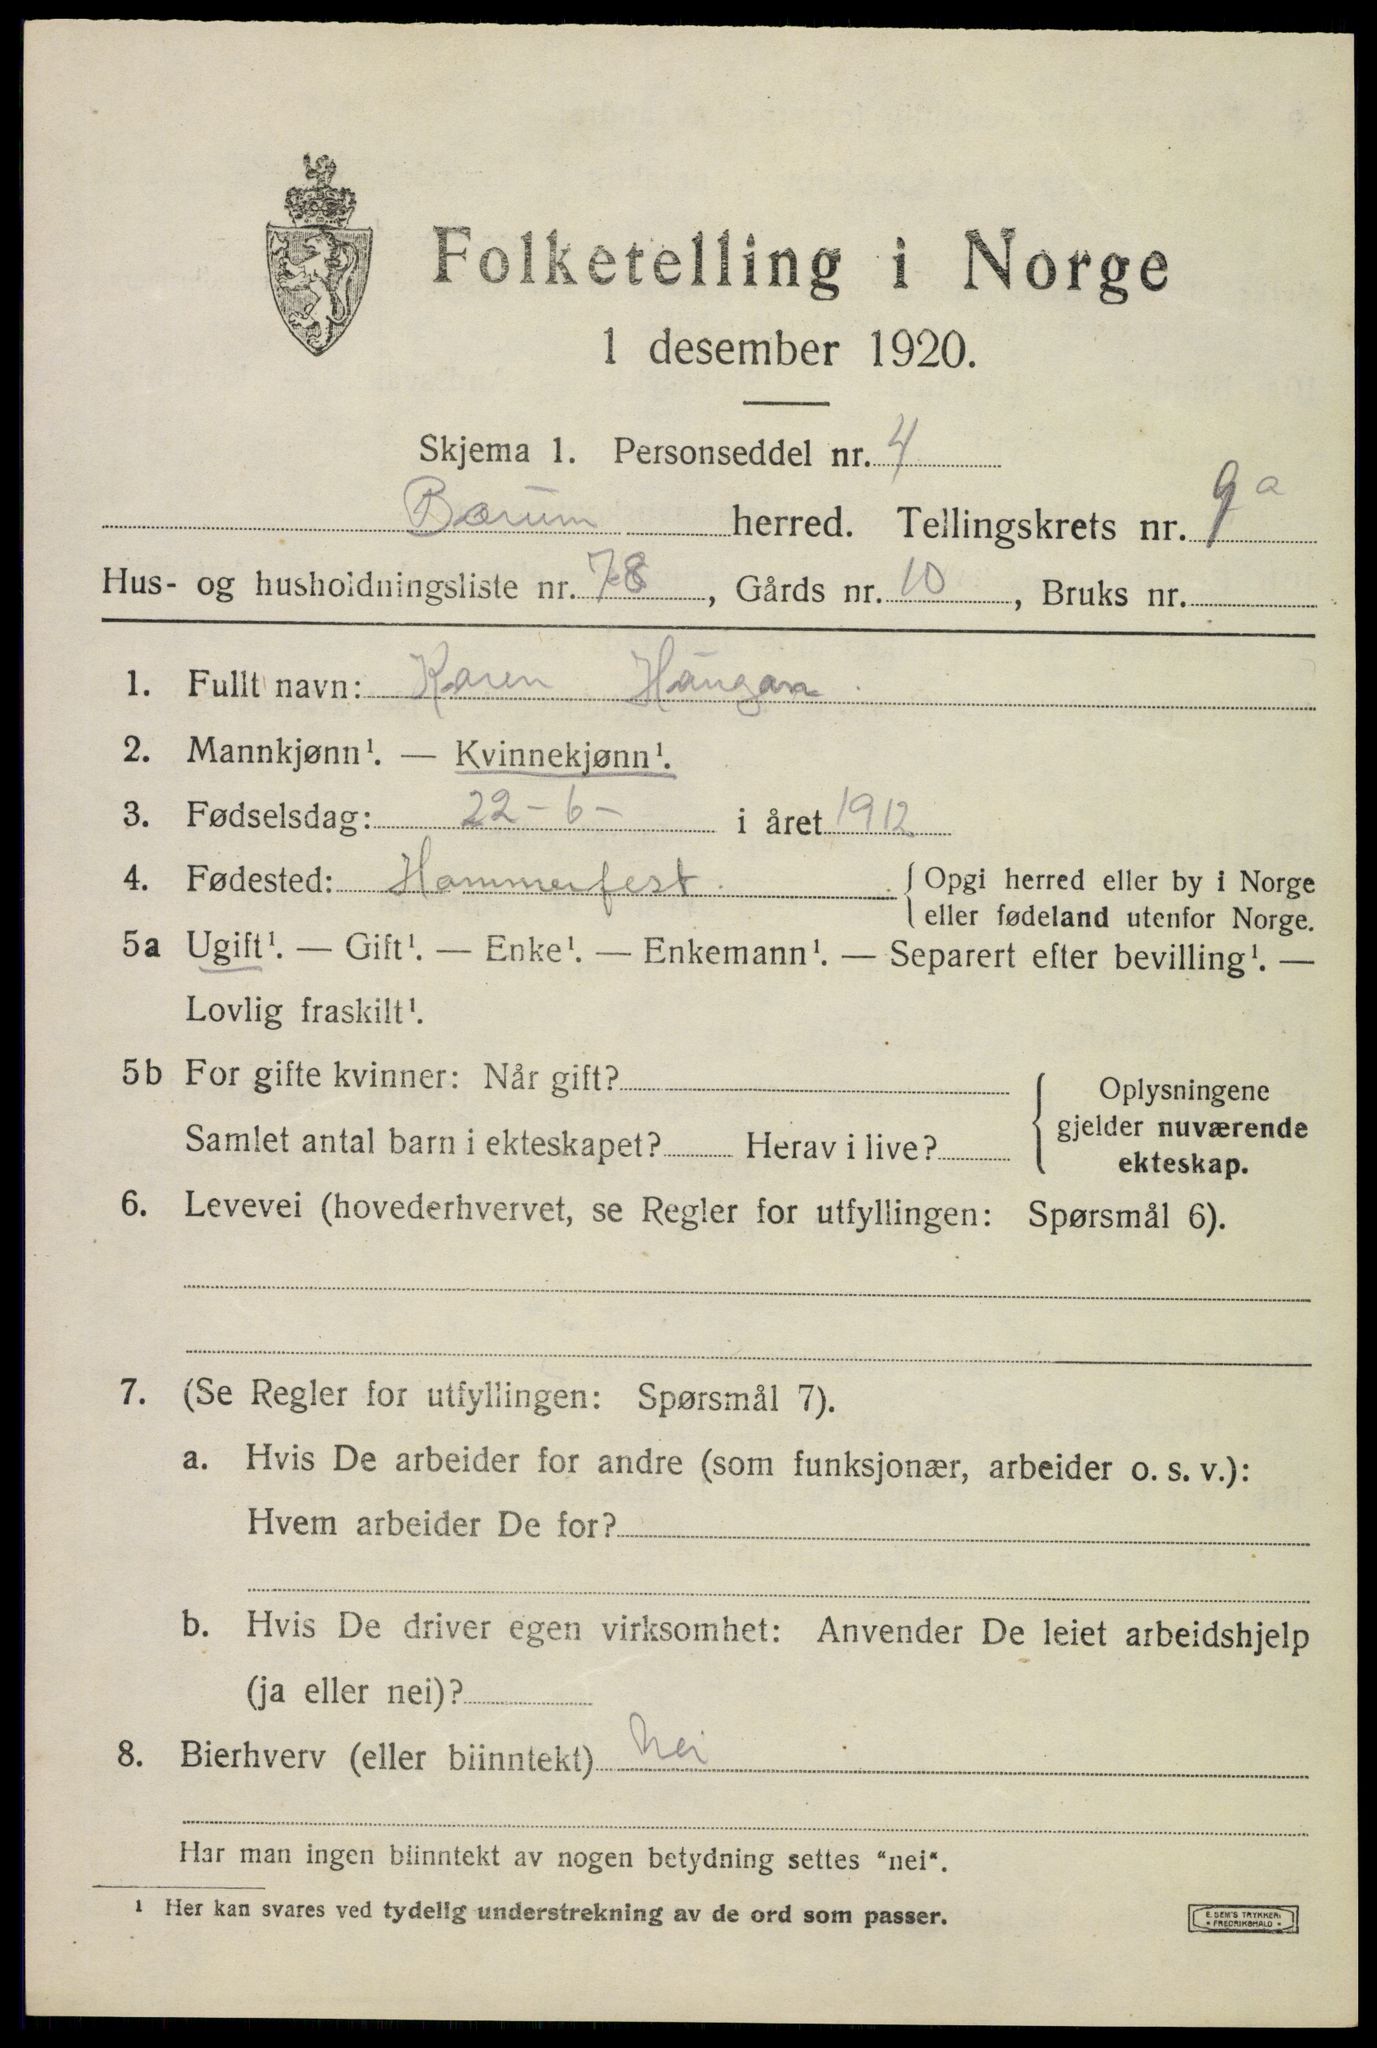 Folketelling i Norge
1 desember 1920.
Skjema 1. Personseddel nr. 4
Bærum herred. Tellingskrets nr. 9a
Hus- og husholdningsliste nr. 78, Gårds nr. 10, Bruks nr.
1. Fullt navn: Karen Haugan.
2. Mannkjønn¹. — Kvinnekjønn¹.
3. Fødselsdag: 22-6- i året 1912
4. Fødested: Hammerfest. { Opgi herred eller by i Norge
eller fødeland utenfor Norge.
5a Ugift¹. — Gift¹. — Enke¹. — Enkemann¹. — Separert efter bevilling¹. —
Lovlig fraskilt¹.
5b For gifte kvinner: Når gift?
Samlet antal barn i ekteskapet? Herav i live?
Oplysningene
gjelder nuværende
ekteskap.
6. Levevei (hovederhvervet, se Regler for utfyllingen: Spørsmål 6).
7. (Se Regler for utfyllingen: Spørsmål 7).
a. Hvis De arbeider for andre (som funksjonær, arbeider o. s. v.):
Hvem arbeider De for?
b. Hvis De driver egen virksomhet: Anvender De leiet arbeidshjelp
(ja eller nei)?
8. Bierhverv (eller biinntekt) Nei
Har man ingen biinntekt av nogen betydning settes "nei".
1 Her kan svares ved tydelig understrekning av de ord som passer.
E. SEM'S TRYKKERI
• FREDRIKSHALD •